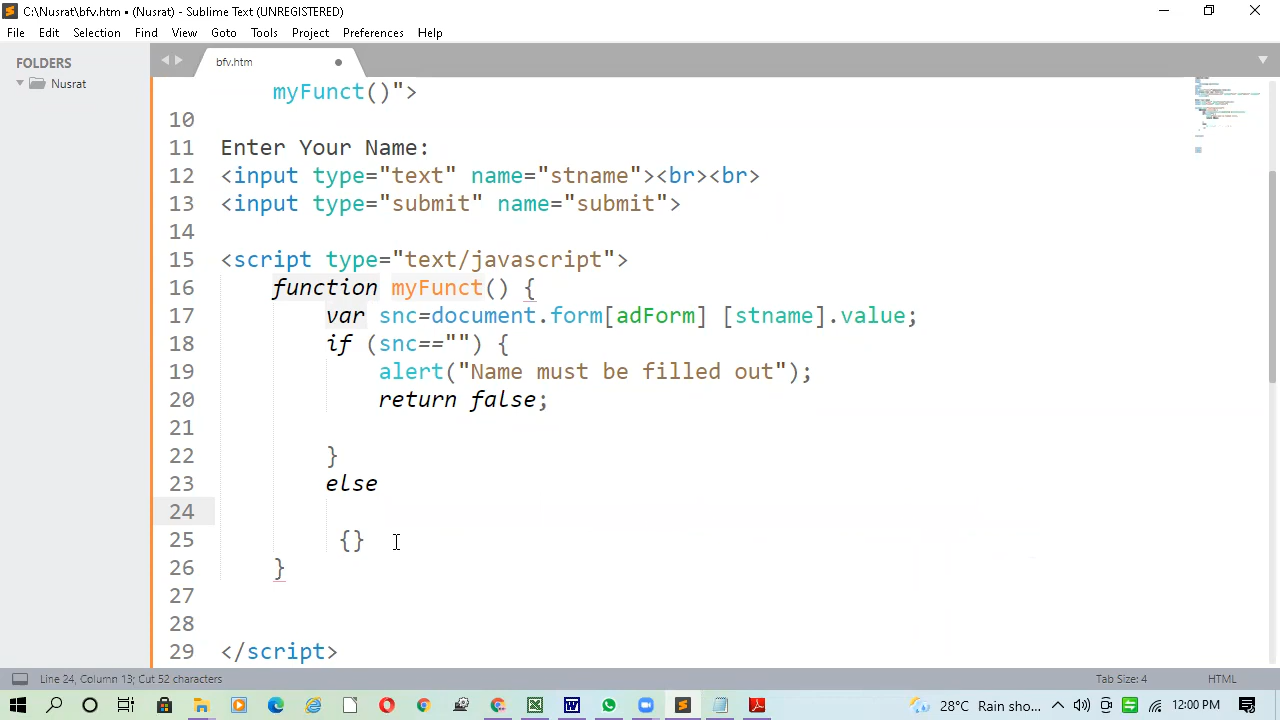 C:\Nusrat\bfv.htm • (Nusrat) - Sublime Text (UNREGISTERED)
File Edit Selection Find View Goto Tools Project Preferences Help
FOLDERS
Nusrat
bfv.htm
myFunct()">
10
11 Enter Your Name:
12 <input type="text" name="stname"><br><br>
13 <input type="submit" name="submit">
14
15 <script type="text/javascript">
16 function myFunct() {
17 var snc=document.form[adForm] [stname].value;
18 if (snc=="") {
19 alert("Name must be filled out");
20 return false;
21
22 }
23 else
24
25 {}
26 }
27
28
29 </script>
Line 24, Column 13; Cut 52 characters
Tab Size: 4
HTML
28°C Rain sho... 12:00 PM